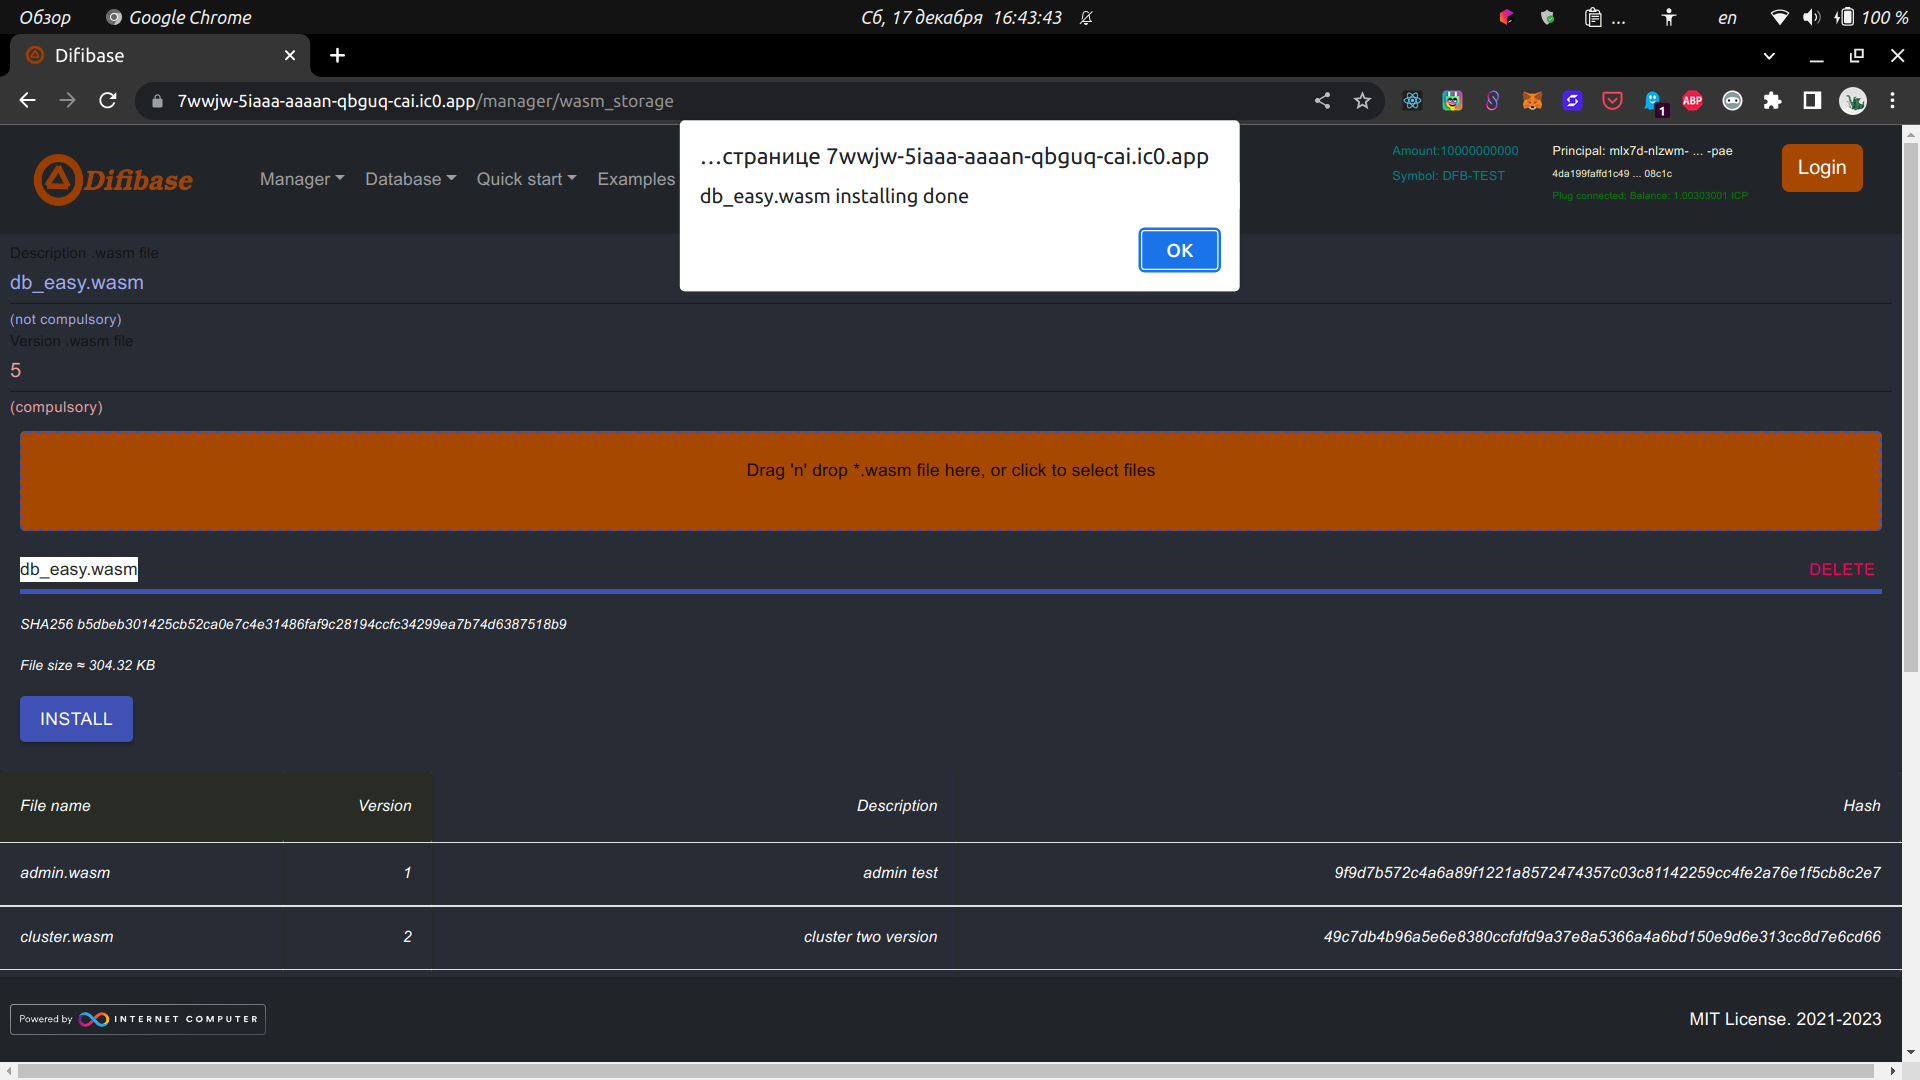 Обзор Google Chrome Сб, 17 декабря 16:43:43 ... en 100 %
Difibase
7wwjw-5iaaa-aaaan-qbguq-cai.ic0.app/manager/wasm_storage 1 ABP
…странице 7wwjw-5iaaa-aaaan-qbguq-cai.ic0.app
db_easy.wasm installing done
OK
Difibase Manager Database Quick start Examples
Amount:10000000000
Symbol: DFB-TEST
Principal: mlx7d-nlzwm- ... -pae
4da199faffd1c49 ... 08c1c
Plug connected; Balance: 1.00303001 ICP
Login
Description .wasm file
db_easy.wasm
(not compulsory)
Version .wasm file
5
(compulsory)
Drag 'n' drop *.wasm file here, or click to select files
db_easy.wasm DELETE
SHA256 b5dbeb301425cb52ca0e7c4e31486faf9c28194ccfc34299ea7b74d6387518b9
File size ≈ 304.32 KB
INSTALL
File name Version Description Hash
admin.wasm 1 admin test 9f9d7b572c4a6a89f1221a8572474357c03c81142259cc4fe2a76e1f5cb8c2e7
cluster.wasm 2 cluster two version 49c7db4b96a5e6e8380ccfdfd9a37e8a5366a4a6bd150e9d6e313cc8d7e6cd66
Powered by INTERNET COMPUTER
MIT License. 2021-2023